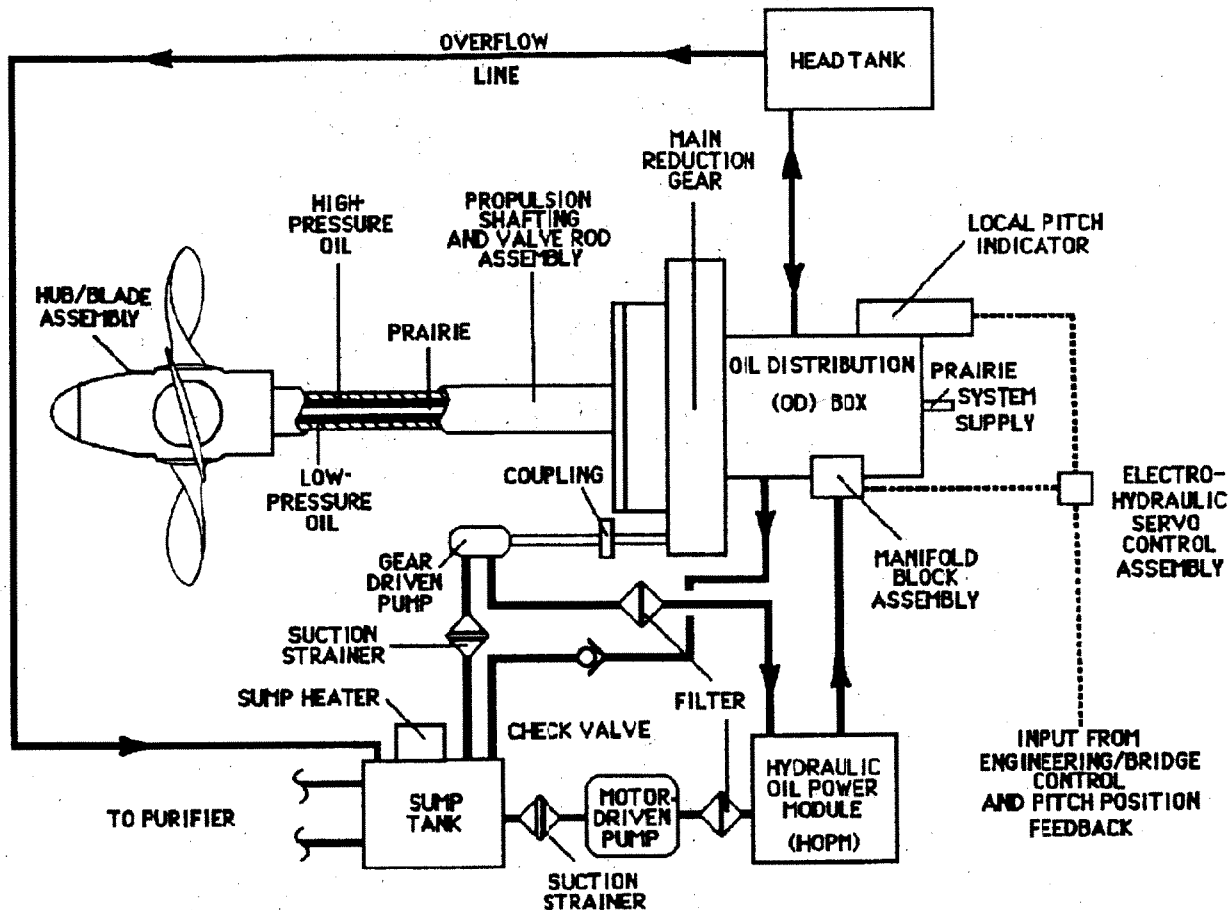 OVERFLOW
LINE
HEAD TANK
MAIN
REDUCTION
GEAR
HIGH-
PRESSURE
OIL
PROPULSION
SHAFTING
AND VALVE ROD
ASSEMBLY
LOCAL PITCH
INDICATOR
HUB/BLADE
ASSEMBLY
PRAIRIE
OIL DISTRIBUTION
(OD) BOX
PRAIRIE
SYSTEM
SUPPLY
LOW-
PRESSURE
OIL
COUPLING
ELECTRO-
HYDRAULIC
SERVO
CONTROL
ASSEMBLY
GEAR
DRIVEN
PUMP
MANIFOLD
BLOCK
ASSEMBLY
SUCTION
STRAINER
SUMP HEATER
FILTER
CHECK VALVE
INPUT FROM
ENGINEERING/BRIDGE
CONTROL
AND PITCH POSITION
FEEDBACK
TO PURIFIER
SUMP
TANK
MOTOR-
DRIVEN
PUMP
HYDRAULIC
OIL POWER
MODULE
(HOPM)
SUCTION
STRAINER